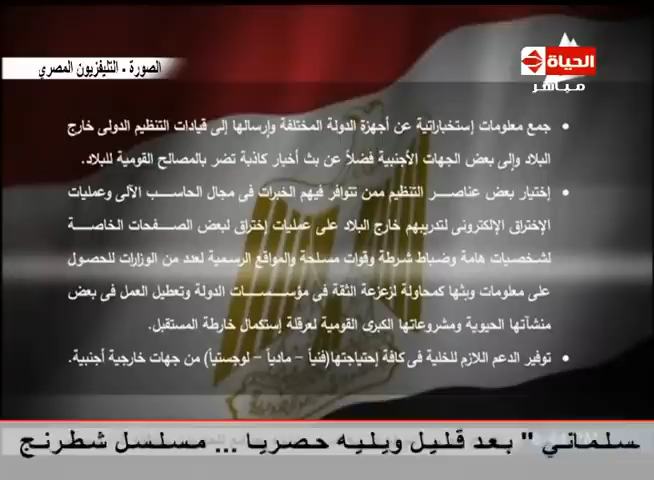 الحياة
مباشر
الصورة - التليفزيون المصري
• جمع معلومات إستخباراتية عن أجهزة الدولة المختلفة وإرسالها إلى قيادات التنظيم الدولى خارج
البلاد وإلى بعض الجهات الأجنبية فضلاً عن بث أخبار كاذبة تضر بالمصالح القومية للبلاد.
• إختيار بعض عناصر التنظيم ممن تتوافر فيهم الخبرات فى مجال الحاسب الآلى وعمليات
الإختراق الإلكترونى لتدريبهم خارج البلاد على عمليات إختراق لبعض الصفحات الخاصة
لشخصيات هامة وضباط شرطة وقوات مسلحة والمواقع الرسمية لعدد من الوزارات للحصول
على معلومات وبثها كمحاولة لزعزعة الثقة فى مؤسسات الدولة وتعطيل العمل فى بعض
منشآتها الحيوية ومشروعاتها الكبرى القومية لعرقلة إستكمال خارطة المستقبل.
• توفير الدعم اللازم للخلية فى كافة إحتياجتها(فنياً - مادياً - لوجستياً) من جهات خارجية أجنبية.
سلماني " بعد قليل ويليه حصريا ... مسلسل شطرنج